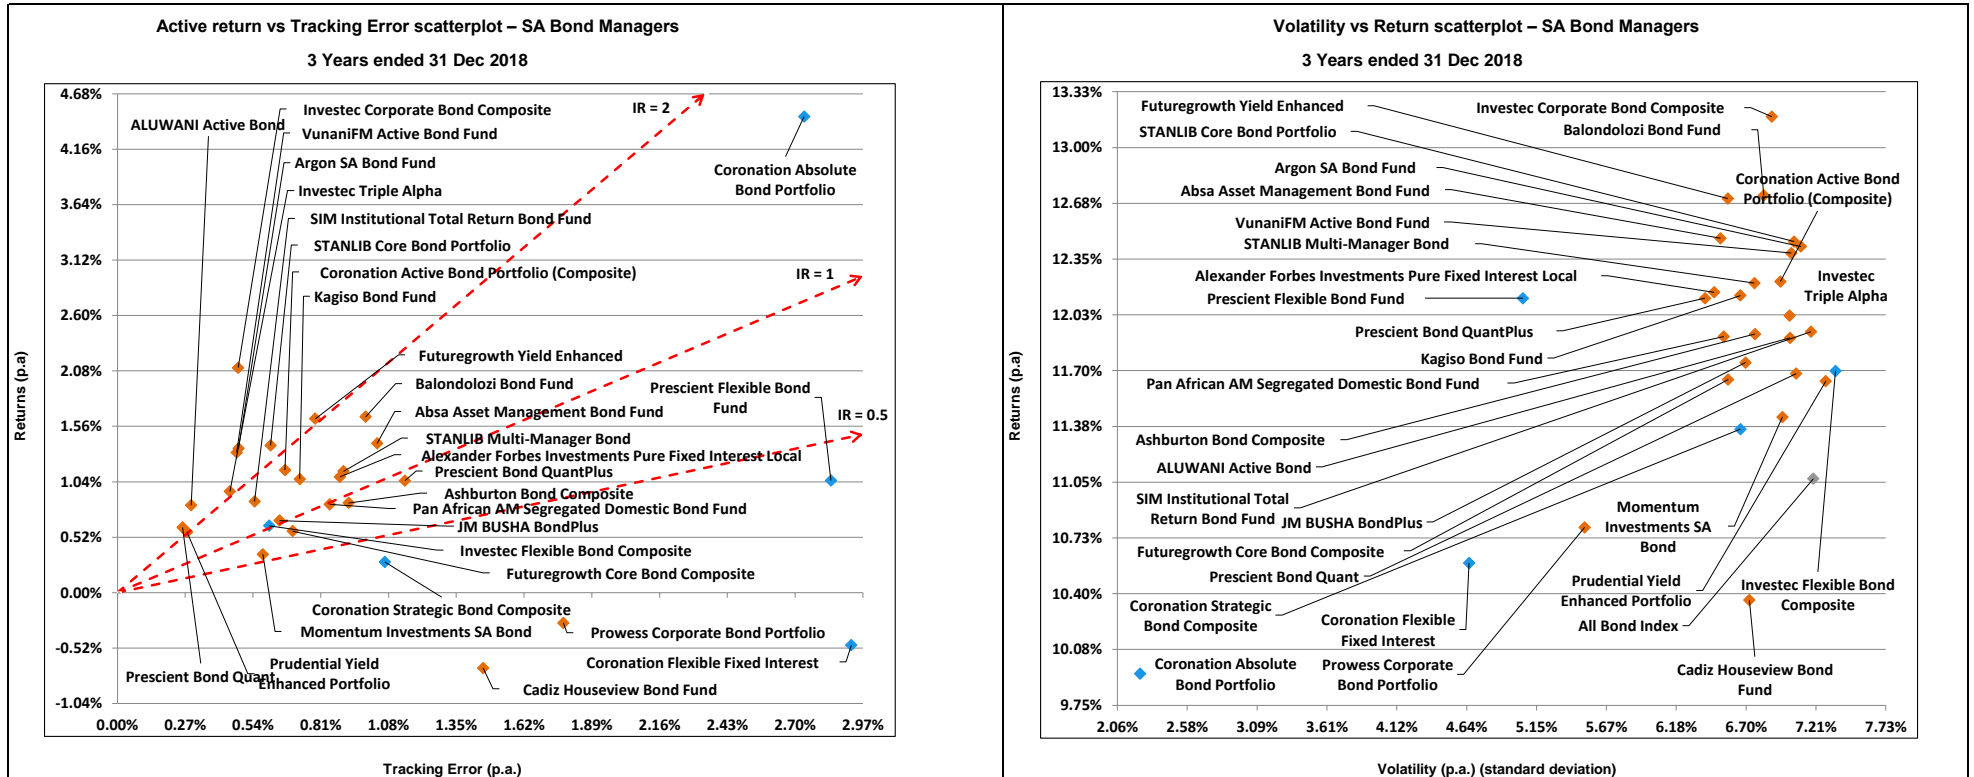 Active return vs Tracking Error scatterplot – SA Bond Managers
3 Years ended 31 Dec 2018
4.68%
4.16%
3.64%
3.12%
2.60%
2.08%
1.56%
1.04%
0.52%
0.00%
-0.52%
-1.04%
Returns (p.a)
0.00%
0.27%
0.54%
0.81%
1.08%
1.35%
1.62%
1.89%
2.16%
2.43%
2.70%
2.97%
Tracking Error (p.a.)
IR = 2
IR = 1
IR = 0.5
ALUWANI Active Bond
Investec Corporate Bond Composite
VunaniFM Active Bond Fund
Argon SA Bond Fund
Investec Triple Alpha
SIM Institutional Total Return Bond Fund
STANLIB Core Bond Portfolio
Coronation Active Bond Portfolio (Composite)
Kagiso Bond Fund
Coronation Absolute
Bond Portfolio
Futuregrowth Yield Enhanced
Balondolozi Bond Fund
Prescient Flexible Bond
Fund
Absa Asset Management Bond Fund
STANLIB Multi-Manager Bond
Alexander Forbes Investments Pure Fixed Interest Local
Prescient Bond QuantPlus
Ashburton Bond Composite
Pan African AM Segregated Domestic Bond Fund
JM BUSHA BondPlus
Investec Flexible Bond Composite
Futuregrowth Core Bond Composite
Coronation Strategic Bond Composite
Momentum Investments SA Bond
Prowess Corporate Bond Portfolio
Coronation Flexible Fixed Interest
Prescient Bond Quant
Prudential Yield
Enhanced Portfolio
Cadiz Houseview Bond Fund
Volatility vs Return scatterplot – SA Bond Managers
3 Years ended 31 Dec 2018
13.33%
13.00%
12.68%
12.35%
12.03%
11.70%
11.38%
11.05%
10.73%
10.40%
10.08%
9.75%
Returns (p.a)
2.06%
2.58%
3.09%
3.61%
4.12%
4.64%
5.15%
5.67%
6.18%
6.70%
7.21%
7.73%
Volatility (p.a.) (standard deviation)
Futuregrowth Yield Enhanced
Investec Corporate Bond Composite
STANLIB Core Bond Portfolio
Balondolozi Bond Fund
Argon SA Bond Fund
Absa Asset Management Bond Fund
Coronation Active Bond
Portfolio (Composite)
VunaniFM Active Bond Fund
STANLIB Multi-Manager Bond
Alexander Forbes Investments Pure Fixed Interest Local
Investec
Triple Alpha
Prescient Flexible Bond Fund
Prescient Bond QuantPlus
Kagiso Bond Fund
Pan African AM Segregated Domestic Bond Fund
Ashburton Bond Composite
ALUWANI Active Bond
SIM Institutional Total
Return Bond Fund
JM BUSHA BondPlus
Futuregrowth Core Bond Composite
Prescient Bond Quant
Coronation Strategic
Bond Composite
Momentum
Investments SA
Bond
Prudential Yield
Enhanced Portfolio
Investec Flexible Bond
Composite
All Bond Index
Coronation Flexible
Fixed Interest
Coronation Absolute
Bond Portfolio
Prowess Corporate
Bond Portfolio
Cadiz Houseview Bond
Fund